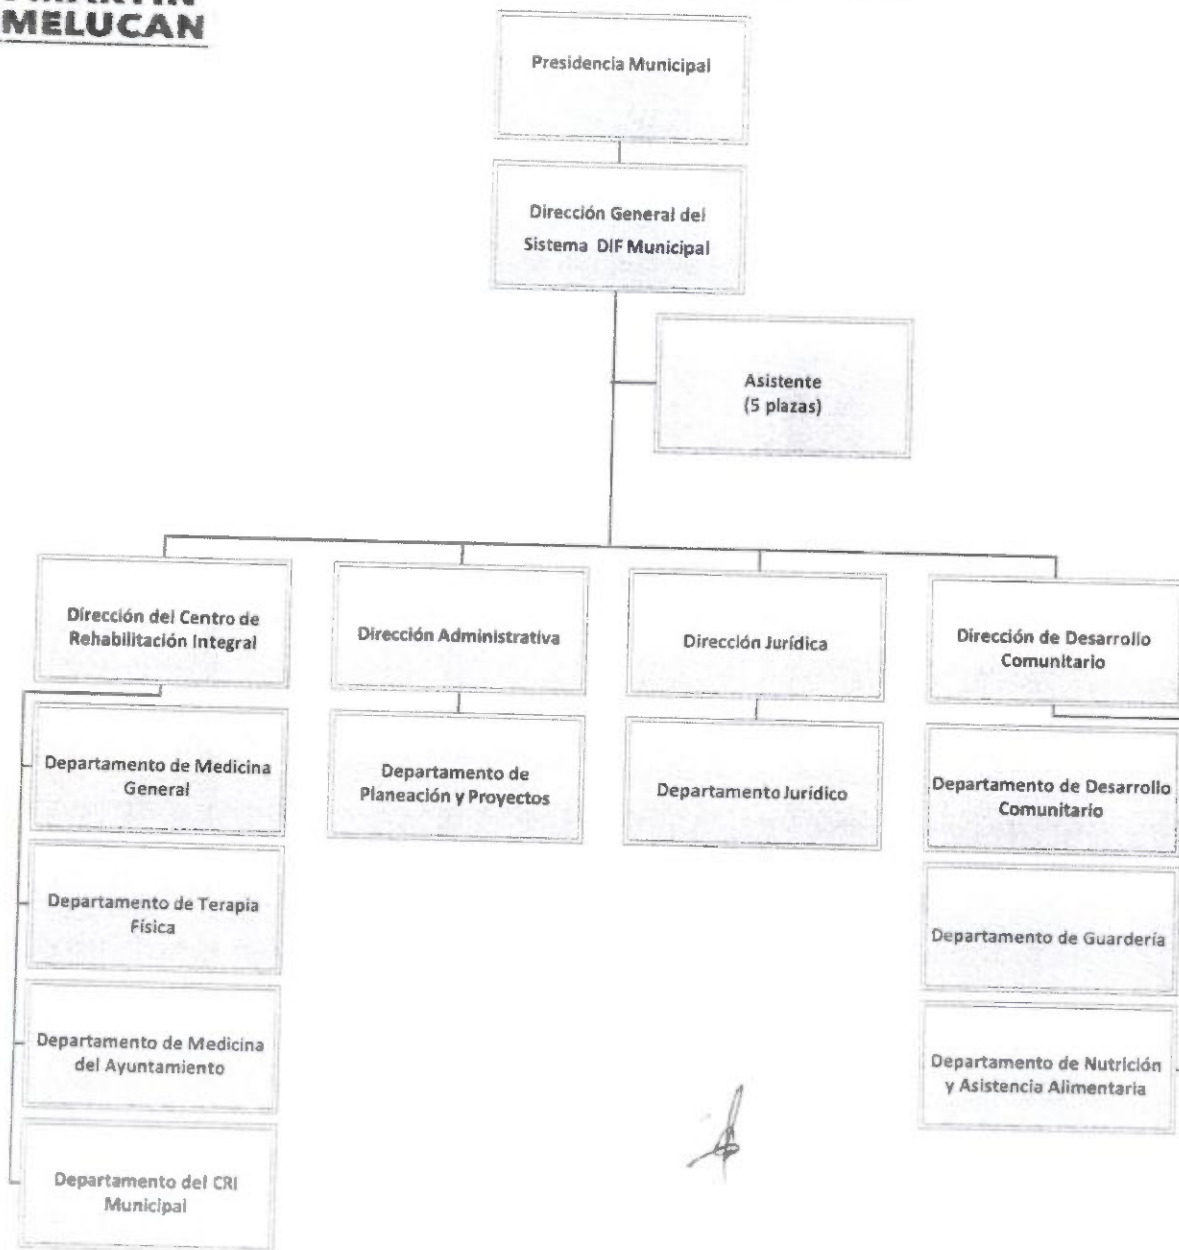 MELUCAN
Presidencia Municipal
Dirección General del
Sistema DIF Municipal
Asistente
(5 plazas)
Dirección del Centro de
Rehabilitación Integral
Dirección Administrativa
Dirección Jurídica
Dirección de Desarrollo
Comunitario
Departamento de Medicina
General
Departamento de
Planeación y Proyectos
Departamento Jurídico
Departamento de Desarrollo
Comunitario
Departamento de Terapia
Física
Departamento de Guardería
Departamento de Medicina
del Ayuntamiento
Departamento de Nutrición
y Asistencia Alimentaria
Departamento del CRI
Municipal